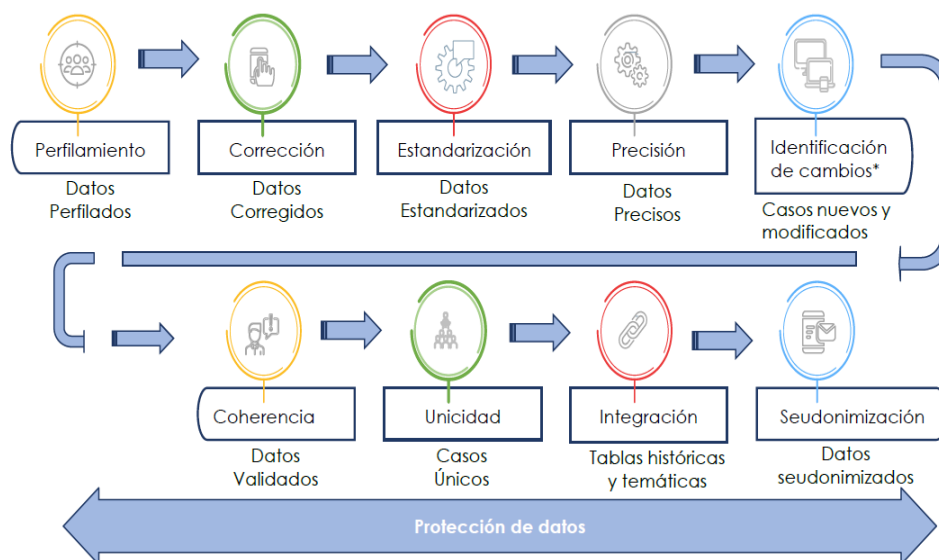 Perfilamiento
Corrección
Estandarización
Precisión
Identificación
de cambios*
Datos
Perfilados
Datos
Corregidos
Datos
Estandarizados
Datos
Precisos
Casos nuevos y
modificados
Coherencia
Unicidad
Integración
Seudonimización
Datos
Validados
Casos
Únicos
Tablas históricas
y temáticas
Datos
seudonimizados
Protección de datos